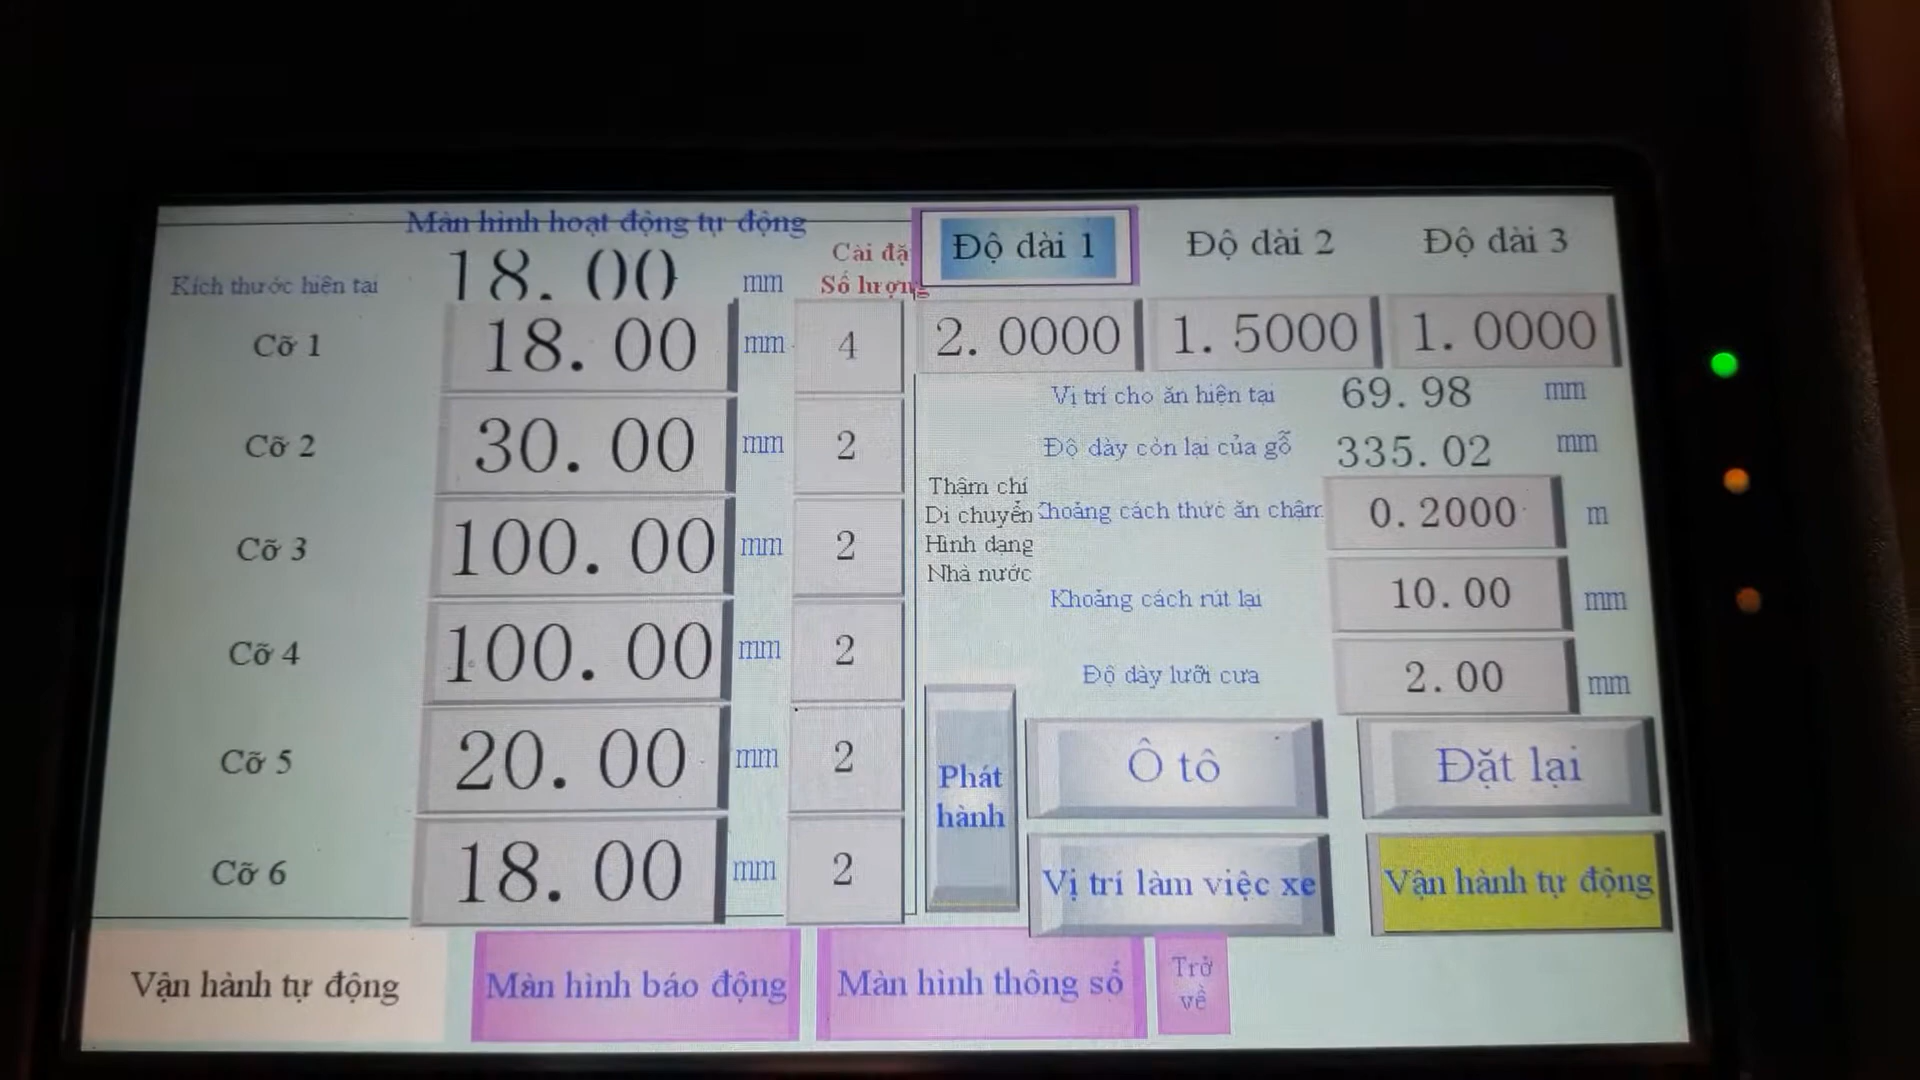 Màn hình hoạt động tự động
Kích thước hiện tại 18.00 mm
Cài đặ
Số lượng
Cỡ 1 18.00 mm 4
Cỡ 2 30.00 mm 2
Cỡ 3 100.00 mm 2
Cỡ 4 100.00 mm 2
Cỡ 5 20.00 mm 2
Cỡ 6 18.00 mm 2
Độ dài 1 Độ dài 2 Độ dài 3
2.0000 1.5000 1.0000
Vị trí cho ăn hiện tại 69.98 mm
Độ dày còn lại của gỗ 335.02 mm
Thậm chí
Di chuyển
Hình dạng
Nhà nước
Khoảng cách thức ăn chậm 0.2000 m
Khoảng cách rút lại 10.00 mm
Độ dày lưỡi cưa 2.00 mm
Phát
hành
Ô tô
Đặt lại
Vị trí làm việc xe
Vận hành tự động
Vận hành tự động
Màn hình báo động
Màn hình thông số
Trở
về